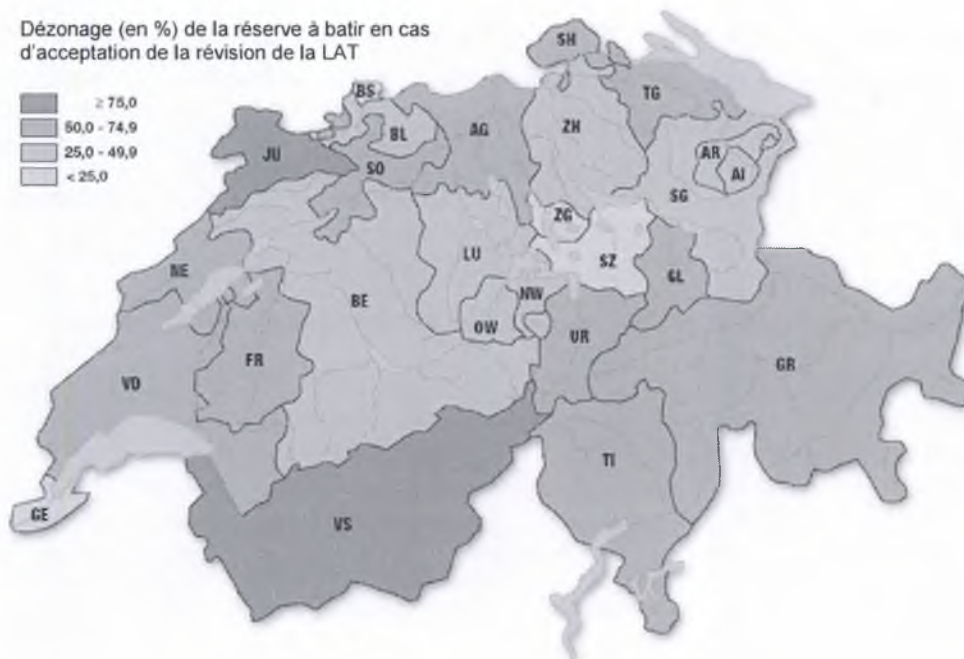 Dézonage (en %) de la réserve à batir en cas
d'acceptation de la révision de la LAT
≥ 75,0
50,0 - 74,9
25,0 - 49,9
< 25,0
SH
BS
TG
BL
AG
ZH
JU
SO
AR
AI
SG
ZG
NE
LU
SZ
GL
BE
NW
OW
UR
FR
GR
VD
TI
GE
VS